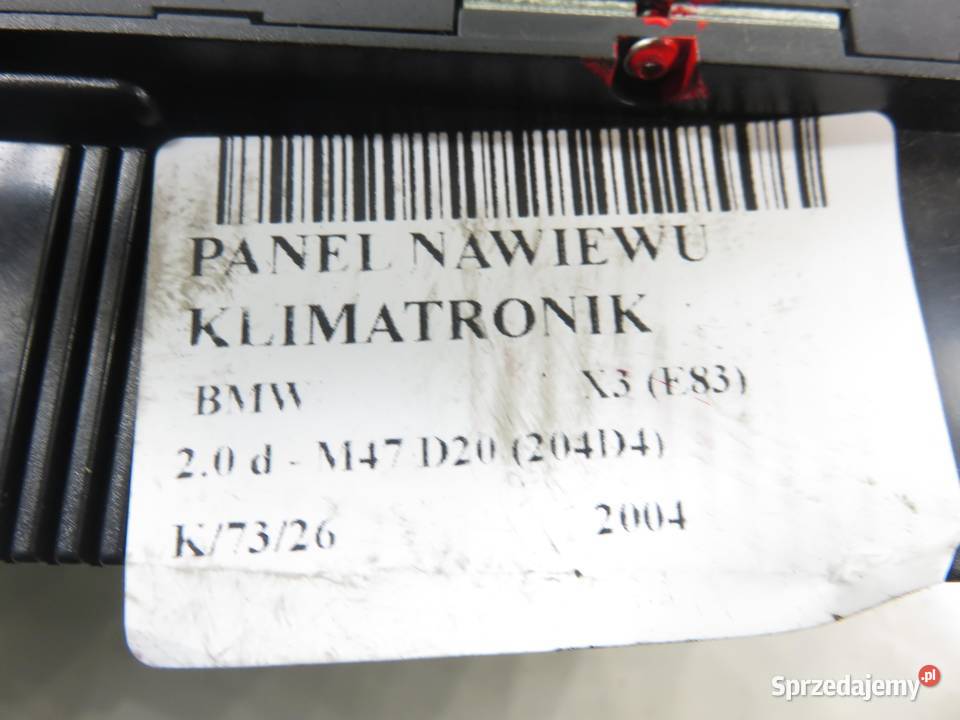 PANEL NAWIEWU
KLIMATRONIK
BMW X3 (E83)
2.0 d - M47 D20 (204D4)
K/73/26 2004
Sprzedajemy.pl